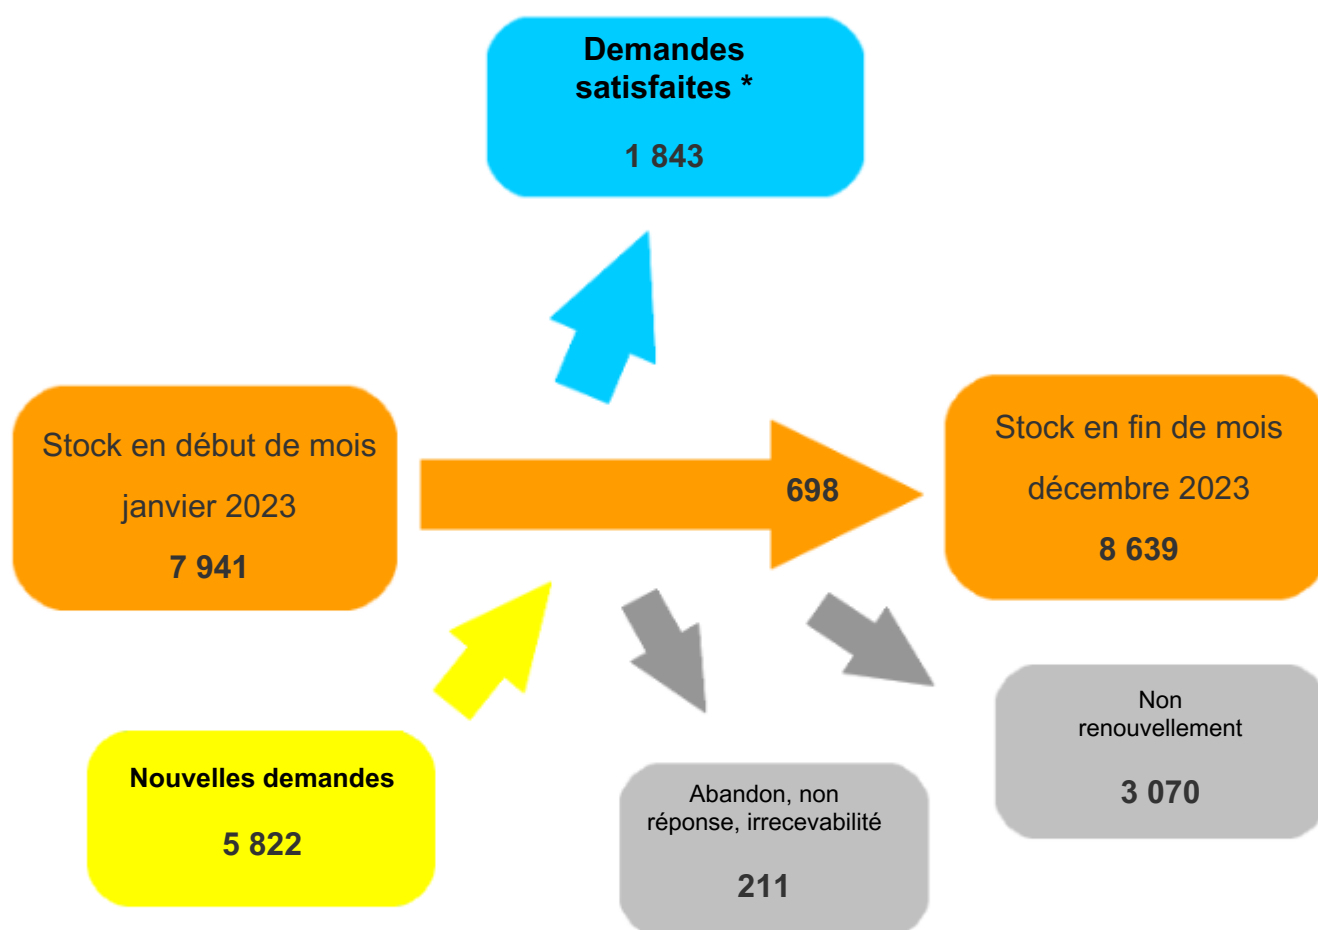 Demandes
satisfaites *
1 843
Stock en début de mois
janvier 2023
7 941
698
Stock en fin de mois
décembre 2023
8 639
Nouvelles demandes
5 822
Abandon, non
réponse, irrecevabilité
211
Non
renouvellement
3 070